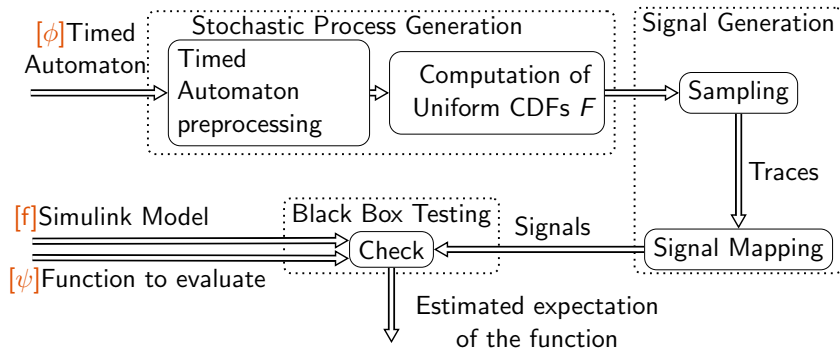 Stochastic Process Generation
Signal Generation
[ϕ]Timed
Automaton
Timed
Automaton
preprocessing
Computation of
Uniform CDFs F
Sampling
Traces
[f]Simulink Model
Black Box Testing
Signals
Check
Signal Mapping
[ψ]Function to evaluate
Estimated expectation
of the function